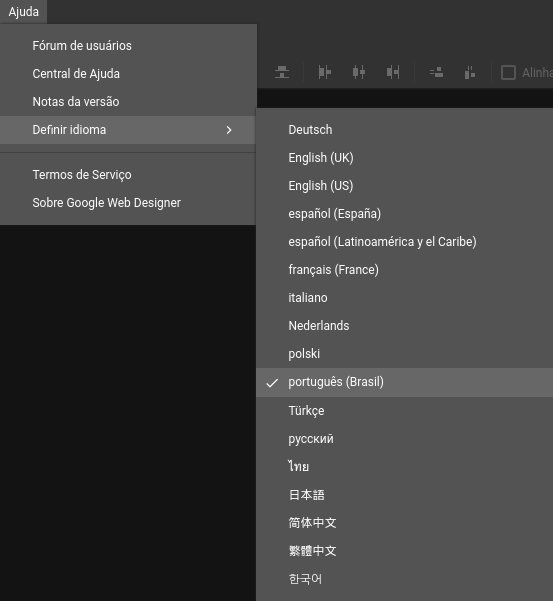 Ajuda
Fórum de usuários
Central de Ajuda
Notas da versão
Definir idioma
Termos de Serviço
Sobre Google Web Designer
Deutsch
English (UK)
English (US)
español (España)
español (Latinoamérica y el Caribe)
français (France)
italiano
Nederlands
polski
português (Brasil)
Türkçe
русский
ไทย
日本語
简体中文
繁體中文
한국어